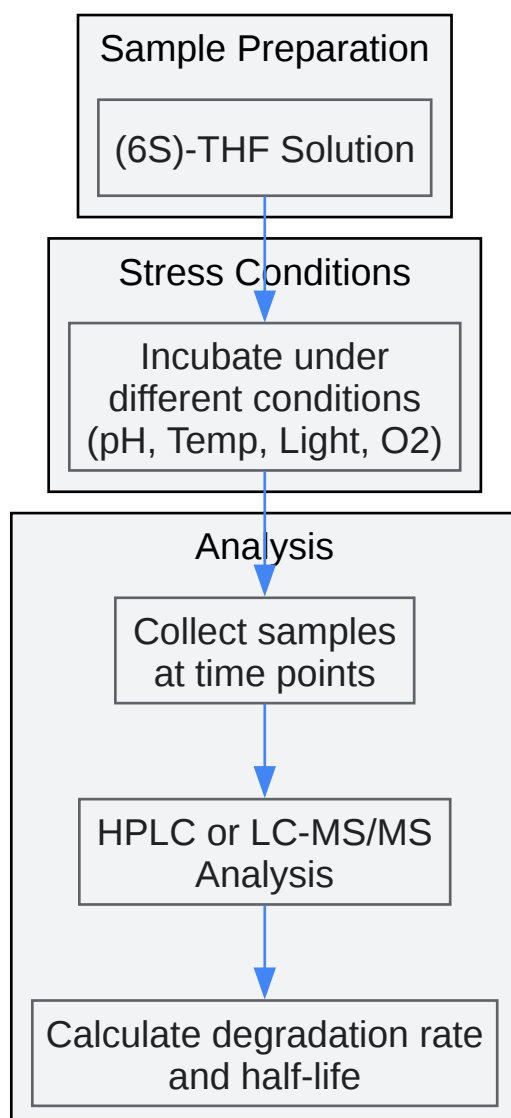 Sample Preparation
(6S)-THF Solution
Stress Conditions
Incubate under
different conditions
(pH, Temp, Light, O2)
Analysis
Collect samples
at time points
HPLC or LC-MS/MS
Analysis
Calculate degradation rate
and half-life